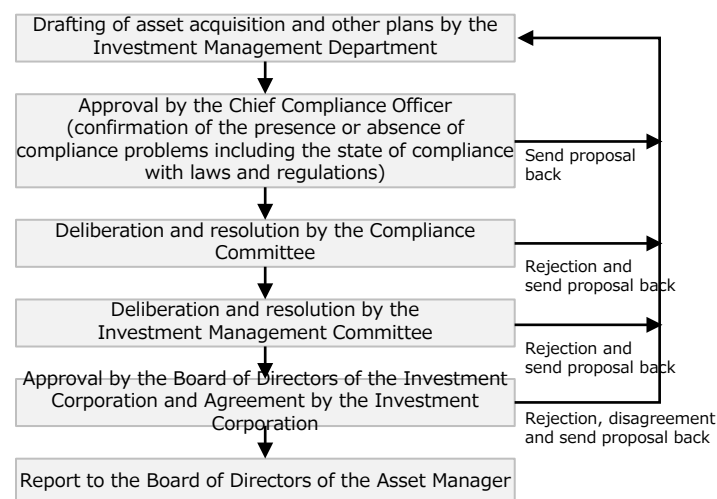 Drafting of asset acquisition and other plans by the
Investment Management Department
Approval by the Chief Compliance Officer
(confirmation of the presence or absence of
compliance problems including the state of compliance
with laws and regulations)
Send proposal
back
Deliberation and resolution by the Compliance
Committee
Rejection and
send proposal back
Deliberation and resolution by the
Investment Management Committee
Rejection and
send proposal back
Approval by the Board of Directors of the Investment
Corporation and Agreement by the Investment
Corporation
Rejection, disagreement
and send proposal back
Report to the Board of Directors of the Asset Manager